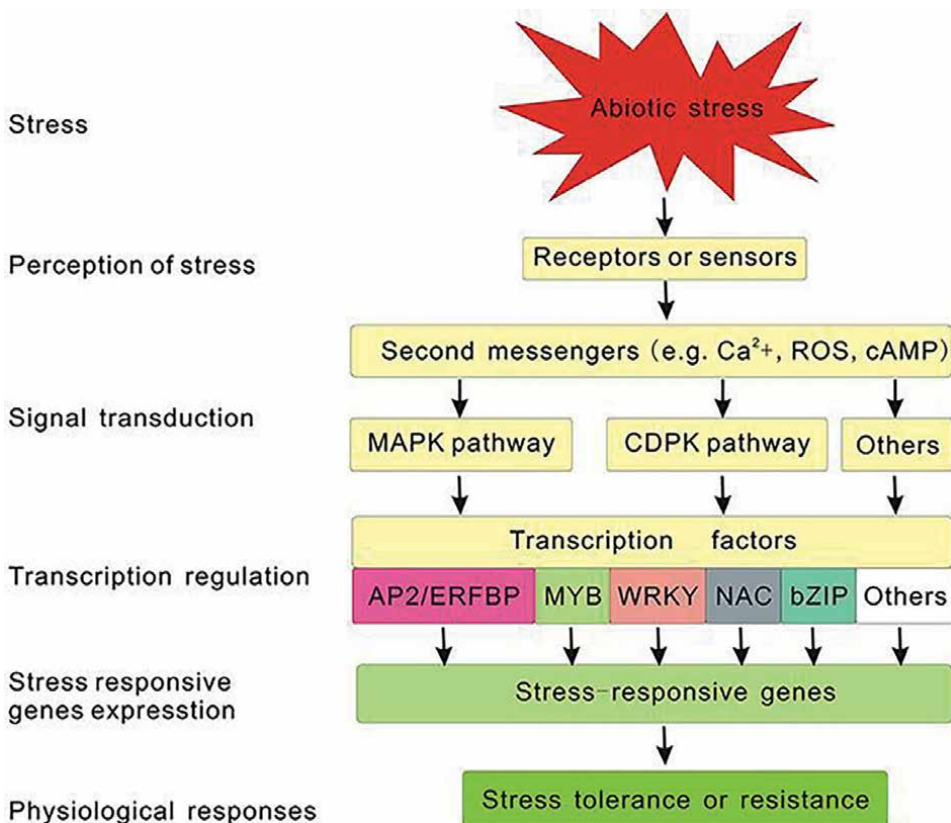 Abiotic stress
Stress
Perception of stress
Receptors or sensors
Second messengers (e.g. Ca²+, ROS, cAMP)
Signal transduction
MAPK pathway
CDPK pathway
Others
Transcription factors
Transcription regulation
AP2/ERFBP
MYB
WRKY
NAC
bZIP
Others
Stress responsive
genes expresstion
Stress-responsive genes
Physiological responses
Stress tolerance or resistance